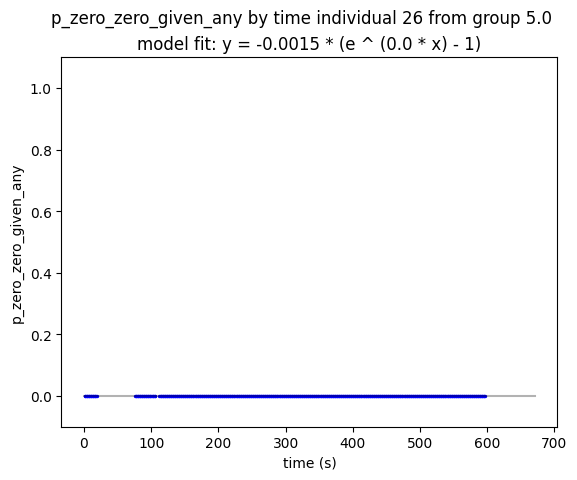 p_zero_zero_given_any by time individual 26 from group 5.0
model fit: y = -0.0015 * (e ^ (0.0 * x) - 1)
1.0
0.8
0.6
0.4
0.2
0.0
p_zero_zero_given_any
0 100 200 300 400 500 600 700
time (s)